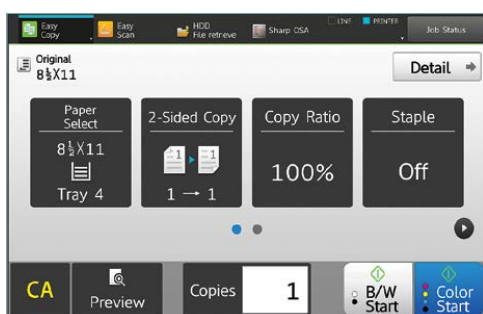 Easy
Copy
Easy
Scan
HDD
File retrieve
Sharp OSA
LINE
PRINTER
Job Status
Original
8½X11
Detail
Paper
Select
8½X11
Tray 4
2-Sided Copy
1
1
1 → 1
Copy Ratio
100%
Staple
Off
CA
Preview
Copies
1
B/W
Start
Color
Start